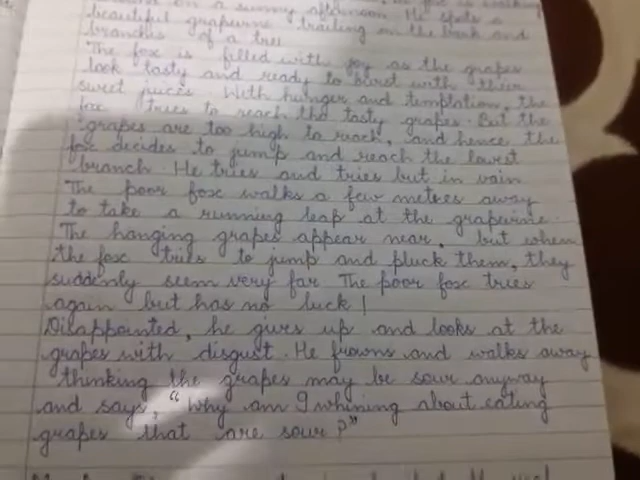 on a sunny afternoon. He spots a
beautiful grapevine trailing on the bark and
branches of a tree
The fox is filled with joy as the grapes
look tasty and ready to burst with their
sweet juices. With hunger and temptation, the
fox tries to reach the tasty grapes. But the
grapes are too high to reach, and hence the
fox decides to jump and reach the lowest
branch. He tries and tries but in vain
The poor fox walks a few metres away
to take a running leap at the grapevine.
The hanging grapes appear near, but when
the fox tries to jump and pluck them, they
suddenly seem very far The poor fox tries
again but has no luck!
Disappointed, he gives up and looks at the
grapes with disgust. He frowns and walks away
thinking the grapes may be sour anyway
and says, "Why am I whining about eating
grapes that are sour?"